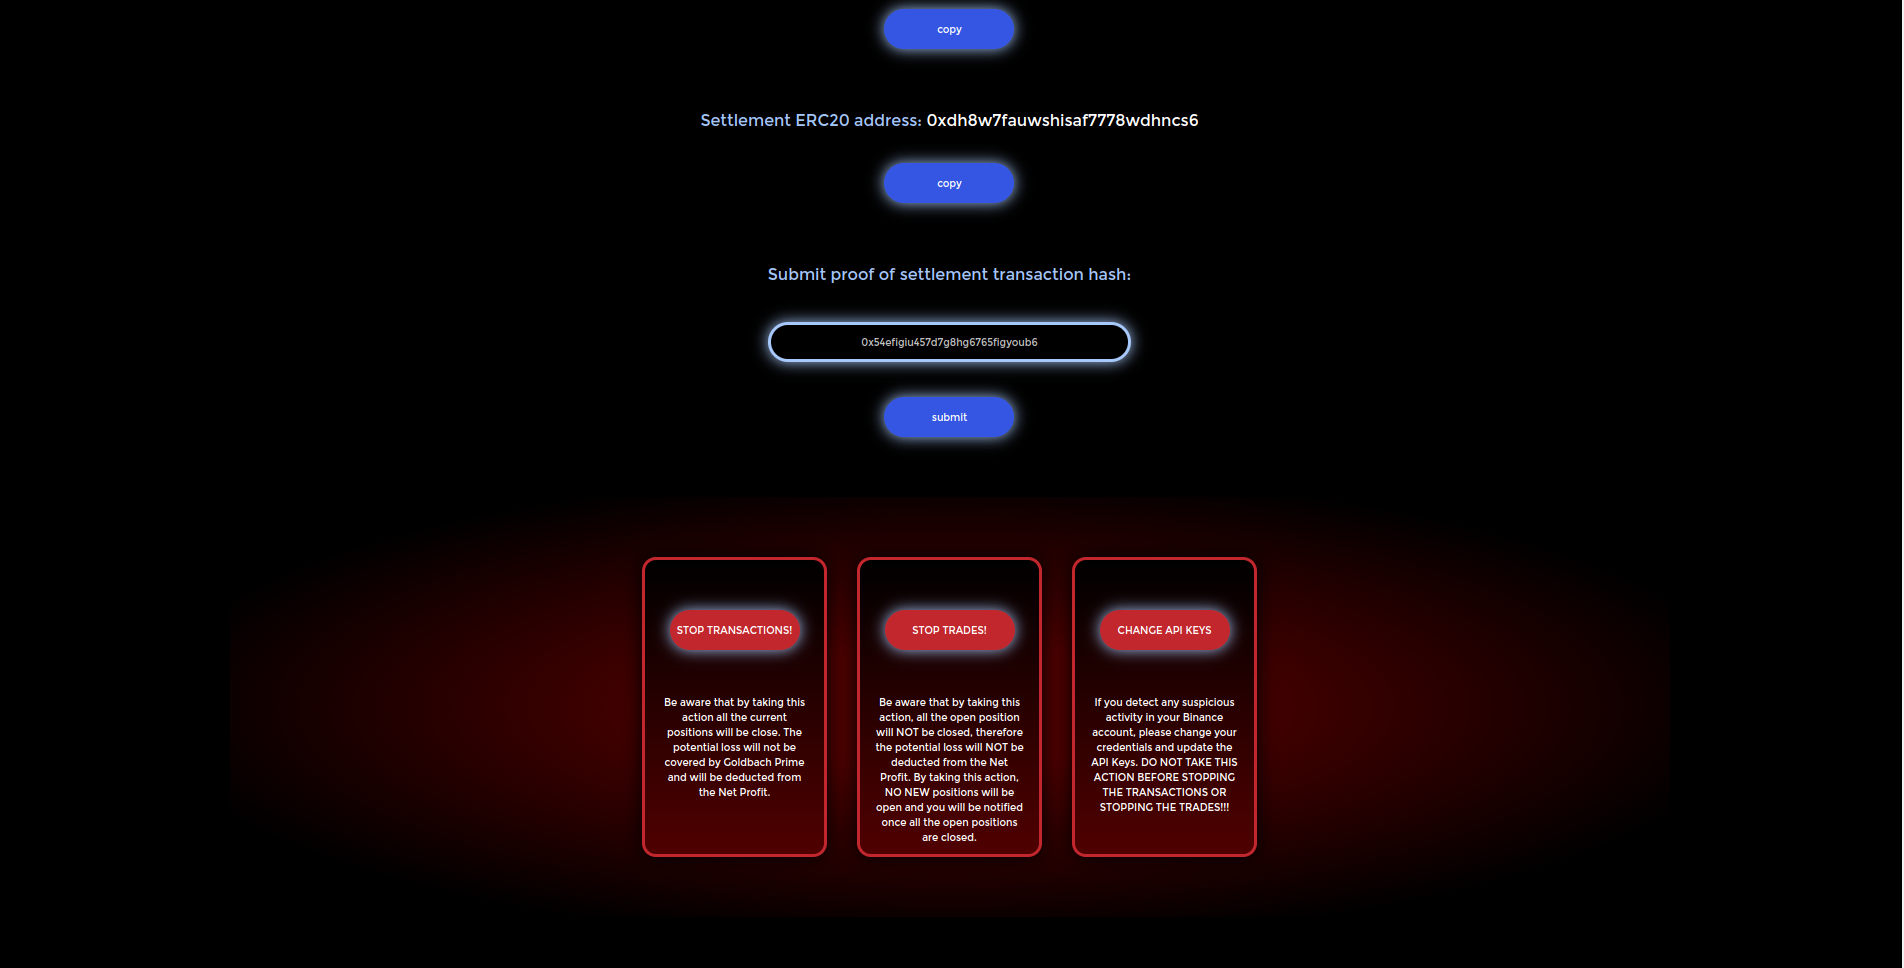 copy
Settlement ERC20 address: 0xdh8w7fauwshisaf7778wdhncs6
copy
Submit proof of settlement transaction hash:
0x54efigiu457d7g8hg6765figyoub6
submit
STOP TRANSACTIONS!
Be aware that by taking this
action all the current
positions will be close. The
potential loss will not be
covered by Goldbach Prime
and will be deducted from
the Net Profit.
STOP TRADES!
Be aware that by taking this
action, all the open position
will NOT be closed, therefore
the potential loss will NOT be
deducted from the Net
Profit. By taking this action,
NO NEW positions will be
open and you will be notified
once all the open positions
are closed.
CHANGE API KEYS
If you detect any suspicious
activity in your Binance
account, please change your
credentials and update the
API Keys. DO NOT TAKE THIS
ACTION BEFORE STOPPING
THE TRANSACTIONS OR
STOPPING THE TRADES!!!